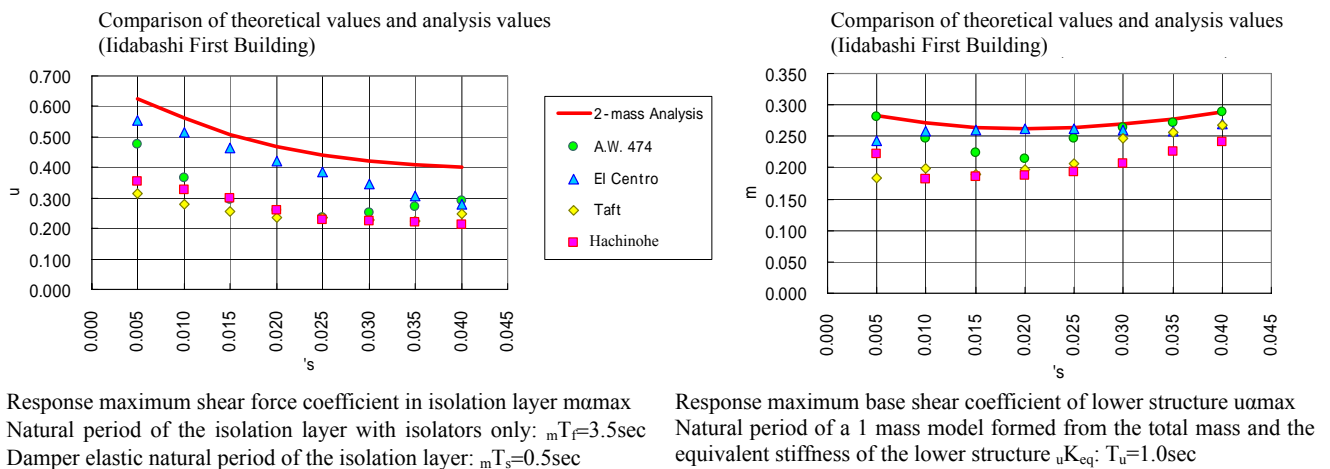 Comparison of theoretical values and analysis values
(Iidabashi First Building)
0.700
0.600
0.500
0.400
0.300
0.200
0.100
0.000
u
0.000
0.005
0.010
0.015
0.020
0.025
0.030
0.035
0.040
0.045
's
2-mass Analysis
A.W. 474
El Centro
Taft
Hachinohe
Comparison of theoretical values and analysis values
(Iidabashi First Building)
0.350
0.300
0.250
0.200
0.150
0.100
0.050
0.000
m
0.000
0.005
0.010
0.015
0.020
0.025
0.030
0.035
0.040
0.045
's
Response maximum shear force coefficient in isolation layer mαmax
Natural period of the isolation layer with isolators only: mTf=3.5sec
Damper elastic natural period of the isolation layer: mTs=0.5sec
Response maximum base shear coefficient of lower structure uαmax
Natural period of a 1 mass model formed from the total mass and the
equivalent stiffness of the lower structure uKeq: Tu=1.0sec